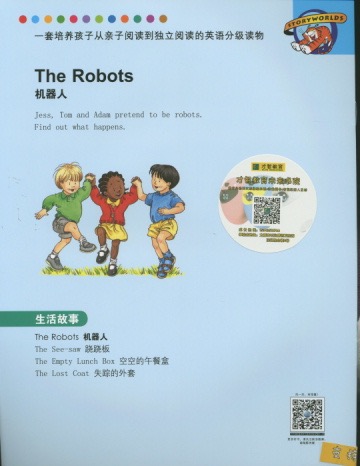 一套培养孩子从亲子阅读到独立阅读的英语分级读物
STORYWORLDS
The Robots
机器人
Jess, Tom and Adam pretend to be robots.
Find out what happens.
生活故事
The Robots 机器人
The See-saw 跷跷板
The Empty Lunch Box 空空的午餐盒
The Lost Coat 失踪的外套